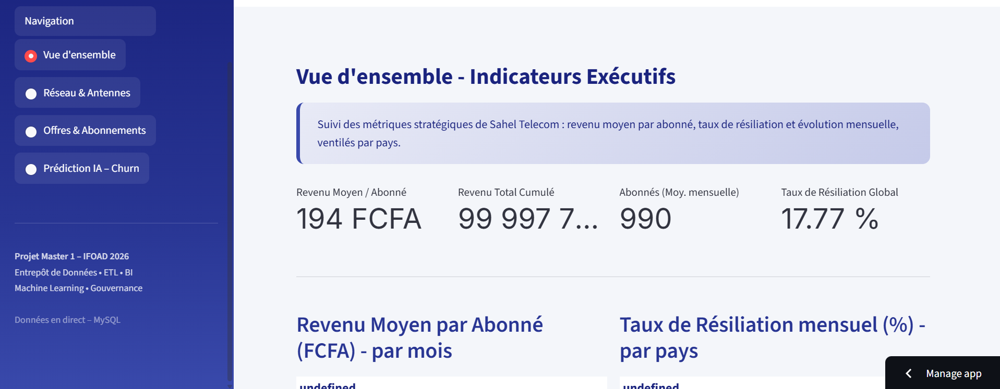 Navigation
Vue d'ensemble
Réseau & Antennes
Offres & Abonnements
Prédiction IA – Churn
Projet Master 1 – IFOAD 2026
Entrepôt de Données • ETL • BI
Machine Learning • Gouvernance
Données en direct – MySQL
Vue d'ensemble - Indicateurs Exécutifs
Suivi des métriques stratégiques de Sahel Telecom : revenu moyen par abonné, taux de résiliation et évolution mensuelle,
ventilés par pays.
Revenu Moyen / Abonné
194 FCFA
Revenu Total Cumulé
99 997 7...
Abonnés (Moy. mensuelle)
990
Taux de Résiliation Global
17.77 %
Revenu Moyen par Abonné
(FCFA) - par mois
undefined
Taux de Résiliation mensuel (%) -
par pays
undefined
Manage app